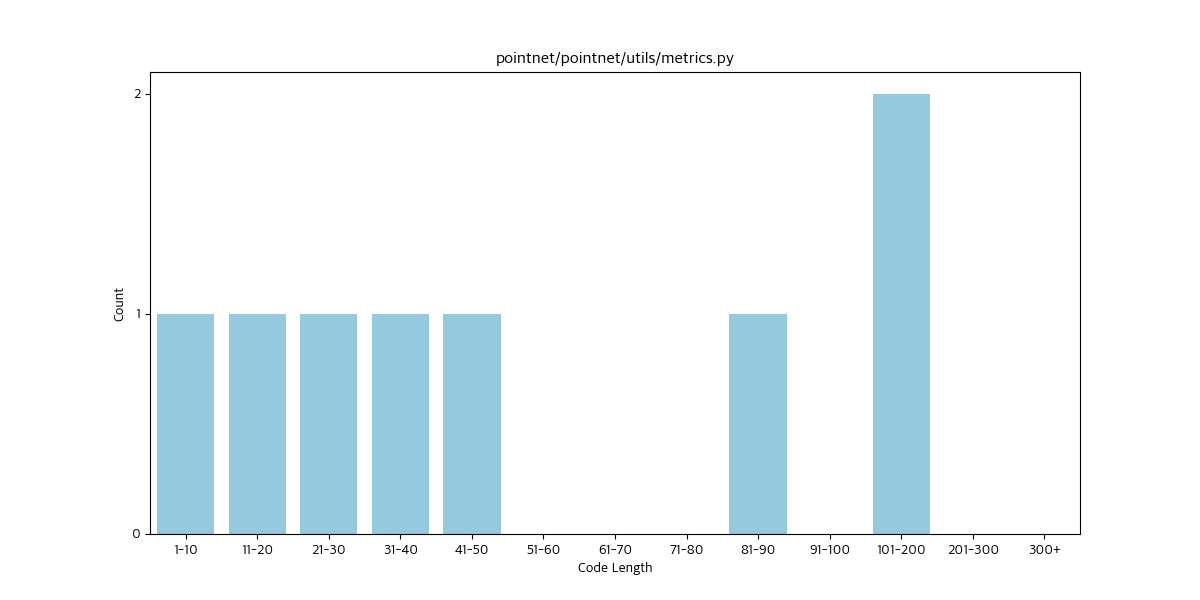 pointnet/pointnet/utils/metrics.py
2
1
0
Count
1-10 11-20 21-30 31-40 41-50 51-60 61-70 71-80 81-90 91-100 101-200 201-300 300+
Code Length